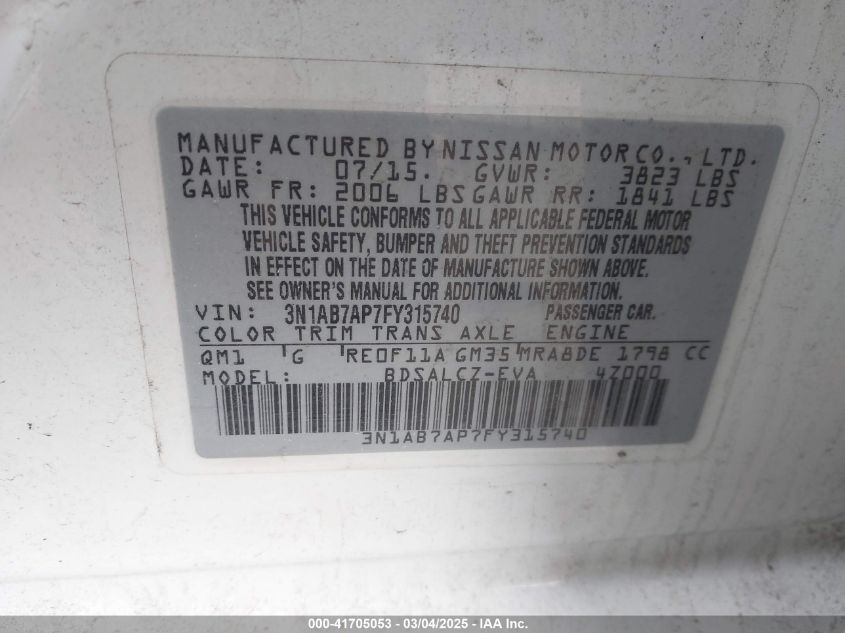 MANUFACTURED BY NISSAN MOTOR CO., LTD.
DATE: 07/15. GVWR: 3823 LBS
GAWR FR: 2006 LBS GAWR RR: 1841 LBS
THIS VEHICLE CONFORMS TO ALL APPLICABLE FEDERAL MOTOR
VEHICLE SAFETY, BUMPER AND THEFT PREVENTION STANDARDS
IN EFFECT ON THE DATE OF MANUFACTURE SHOWN ABOVE.
SEE OWNER'S MANUAL FOR ADDITIONAL INFORMATION.
VIN: 3N1AB7AP7FY315740 PASSENGER CAR.
COLOR TRIM TRANS AXLE ENGINE
QM1 G RE0F11A GM35 MRA8DE 1798 CC
MODEL: BDSALCZ-EVA 4Z000
3N1AB7AP7FY315740
000-41705053 - 03/04/2025 - IAA Inc.